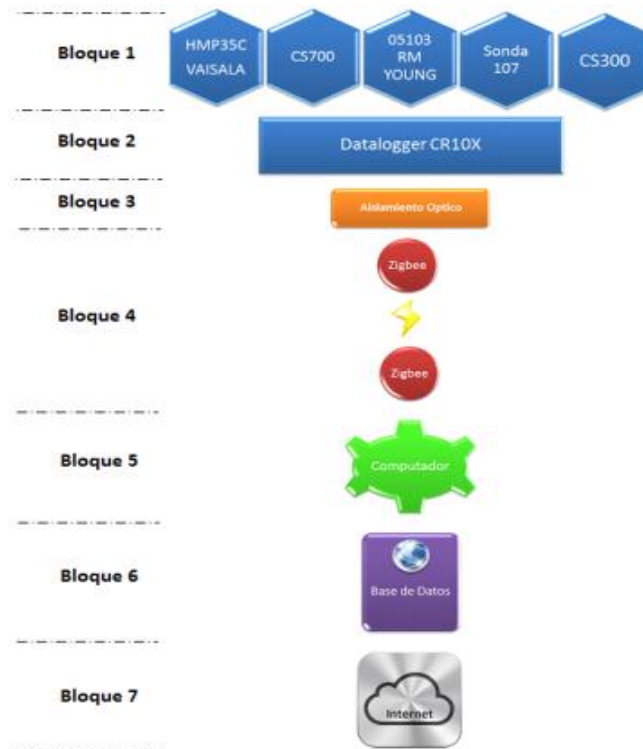 Bloque 1
HMP35C
VAISALA
CS700
05103
RM
YOUNG
Sonda
107
CS300
Bloque 2
Datalogger CR10X
Bloque 3
Aislamiento Optico
Bloque 4
Zigbee
Zigbee
Bloque 5
Computador
Bloque 6
Base de Datos
Bloque 7
Internet